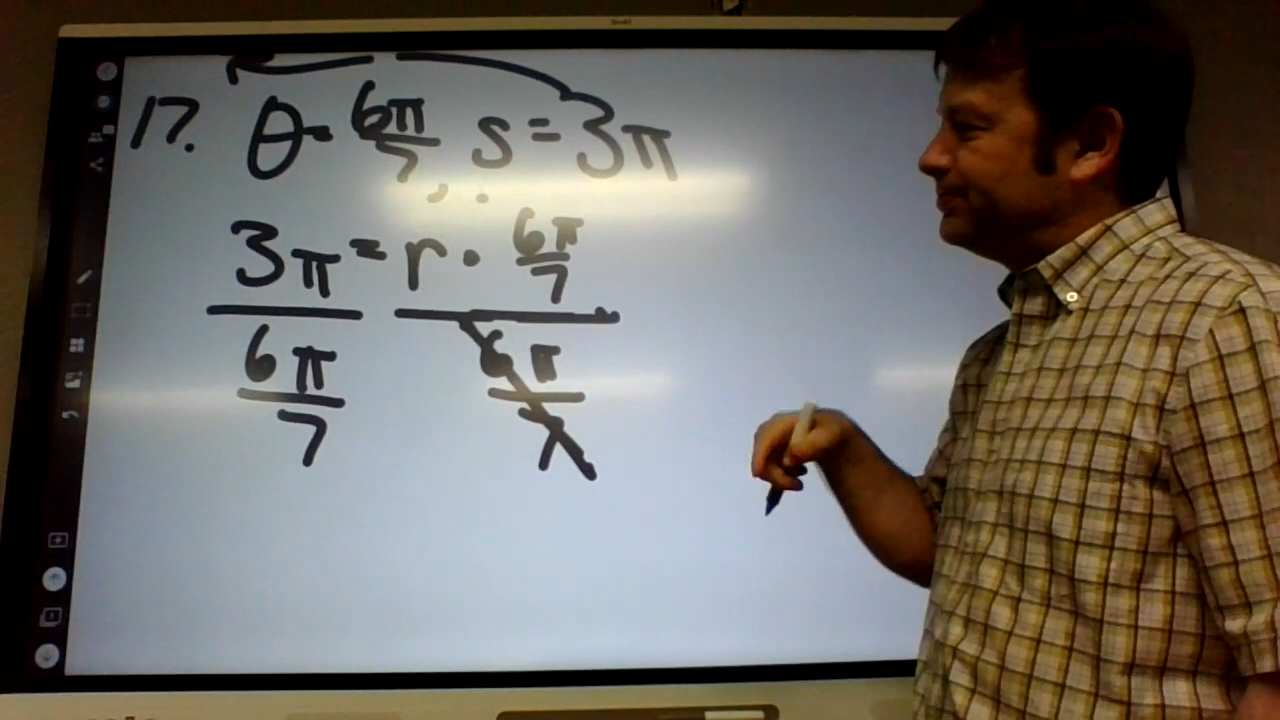 17. θ = 6π/7, s = 3π
3π = r · 6π/7
6π/7 6π/7